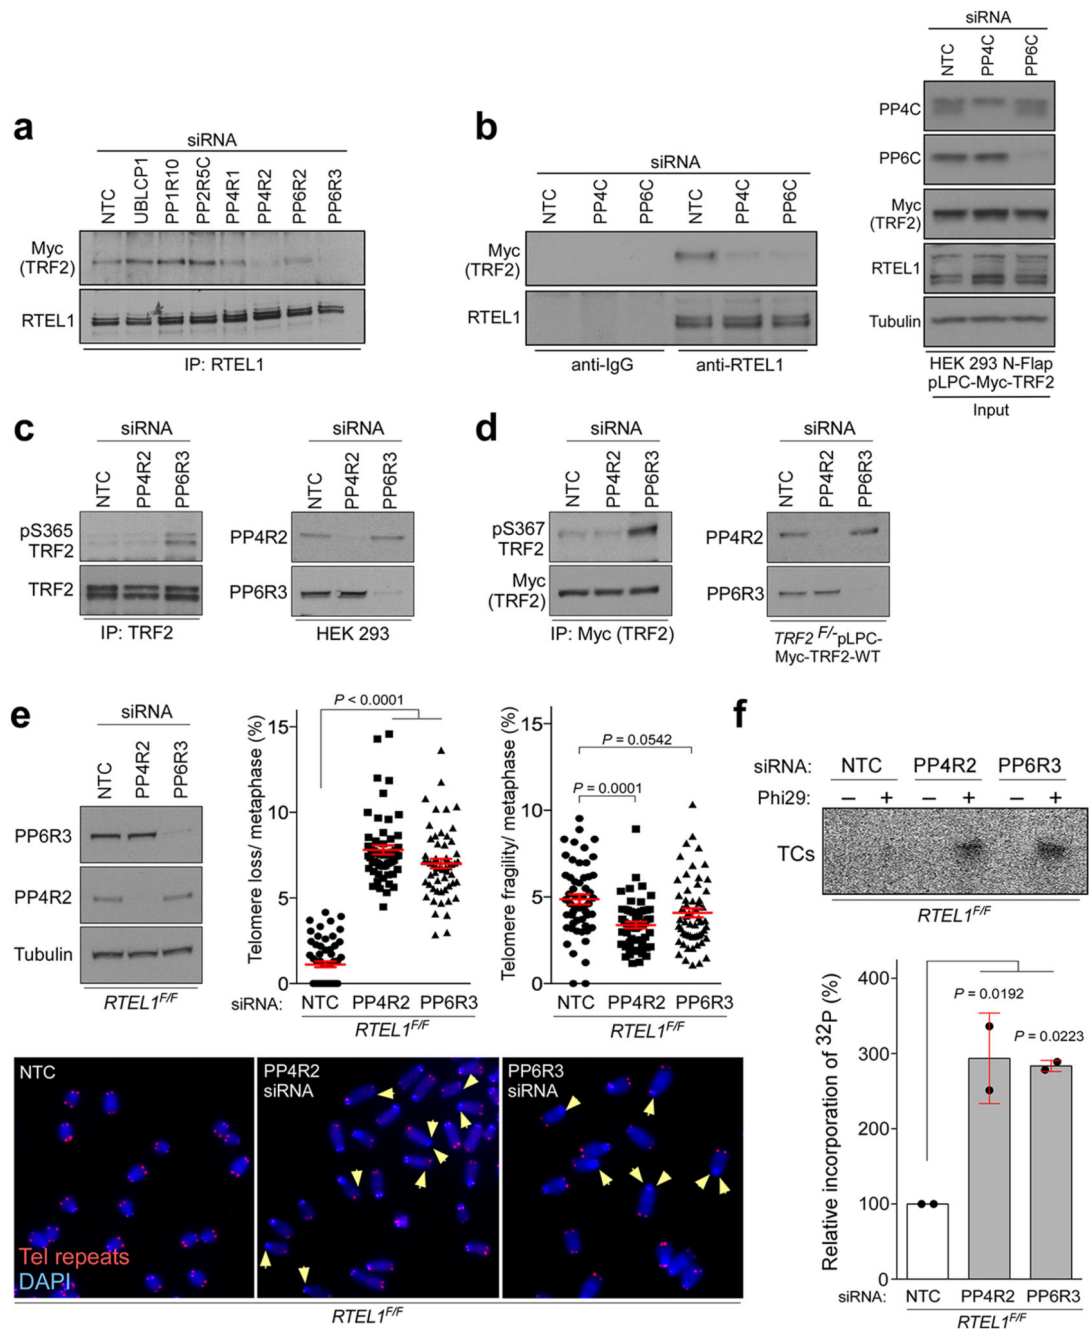 a
siRNA
NTC
UBLCP1
PP1R10
PP2R5C
PP4R1
PP4R2
PP6R2
PP6R3
Myc
(TRF2)
RTEL1
IP: RTEL1
b
siRNA
NTC
PP4C
PP6C
NTC
PP4C
PP6C
Myc
(TRF2)
RTEL1
anti-IgG
anti-RTEL1
siRNA
NTC
PP4C
PP6C
PP4C
PP6C
Myc
(TRF2)
RTEL1
Tubulin
HEK 293 N-Flap
pLPC-Myc-TRF2
Input
c
siRNA
NTC
PP4R2
PP6R3
pS365
TRF2
TRF2
IP: TRF2
siRNA
NTC
PP4R2
PP6R3
PP4R2
PP6R3
HEK 293
d
siRNA
NTC
PP4R2
PP6R3
pS367
TRF2
Myc
(TRF2)
IP: Myc (TRF2)
siRNA
NTC
PP4R2
PP6R3
PP4R2
PP6R3
TRF2 F/-pLPC-
Myc-TRF2-WT
e
siRNA
NTC
PP4R2
PP6R3
PP6R3
PP4R2
Tubulin
RTEL1F/F
Telomere loss/ metaphase (%)
P < 0.0001
15
10
5
0
siRNA: NTC PP4R2 PP6R3
RTEL1F/F
Telomere fragility/ metaphase (%)
P = 0.0542
P = 0.0001
15
10
5
0
NTC PP4R2 PP6R3
RTEL1F/F
NTC
Tel repeats
DAPI
PP4R2
siRNA
PP6R3
siRNA
RTEL1F/F
f
siRNA: NTC PP4R2 PP6R3
Phi29: – + – + – +
TCs
RTEL1F/F
Relative incorporation of 32P (%)
400
300
200
100
0
P = 0.0192
P = 0.0223
siRNA: NTC PP4R2 PP6R3
RTEL1F/F